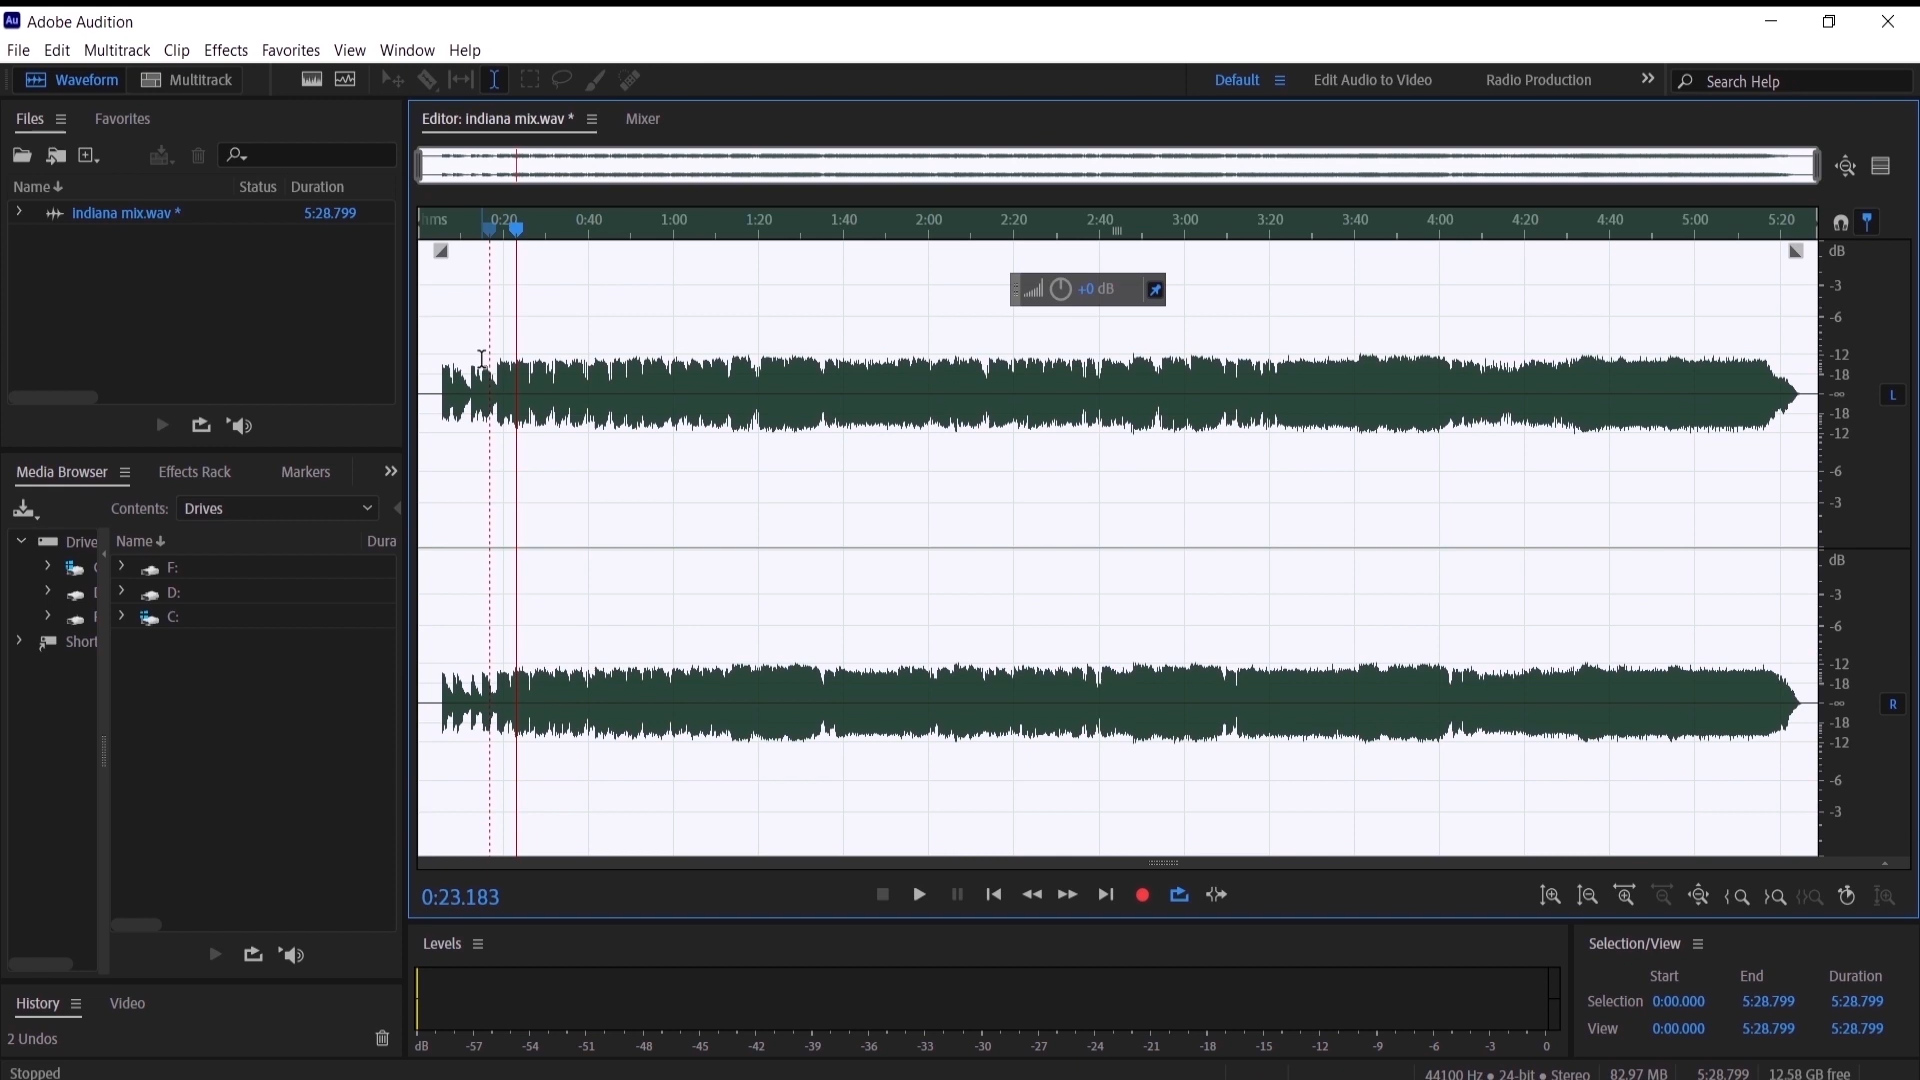 Au Adobe Audition
File Edit Multitrack Clip Effects Favorites View Window Help
Waveform Multitrack Default Edit Audio to Video Radio Production Search Help
Files Favorites Editor: indiana mix.wav * Mixer
Name Status Duration
indiana mix.wav * 5:28.799
hms 0:20 0:40 1:00 1:20 1:40 2:00 2:20 2:40 3:00 3:20 3:40 4:00 4:20 4:40 5:00 5:20
dB
+0 dB
-3
-6
-12
-18
-∞ L
-18
-12
-6
-3
dB
-3
-6
-12
-18
-∞ R
-18
-12
-6
-3
Media Browser Effects Rack Markers
Contents: Drives
Drive Name Dura
F:
D:
C:
Short
0:23.183
Levels
dB -57 -54 -51 -48 -45 -42 -39 -36 -33 -30 -27 -24 -21 -18 -15 -12 -9 -6 -3 0
Selection/View
Start End Duration
Selection 0:00.000 5:28.799 5:28.799
View 0:00.000 5:28.799 5:28.799
History Video
2 Undos
Stopped
44100 Hz ● 24-bit ● Stereo 82.97 MB 5:28.799 12.58 GB free